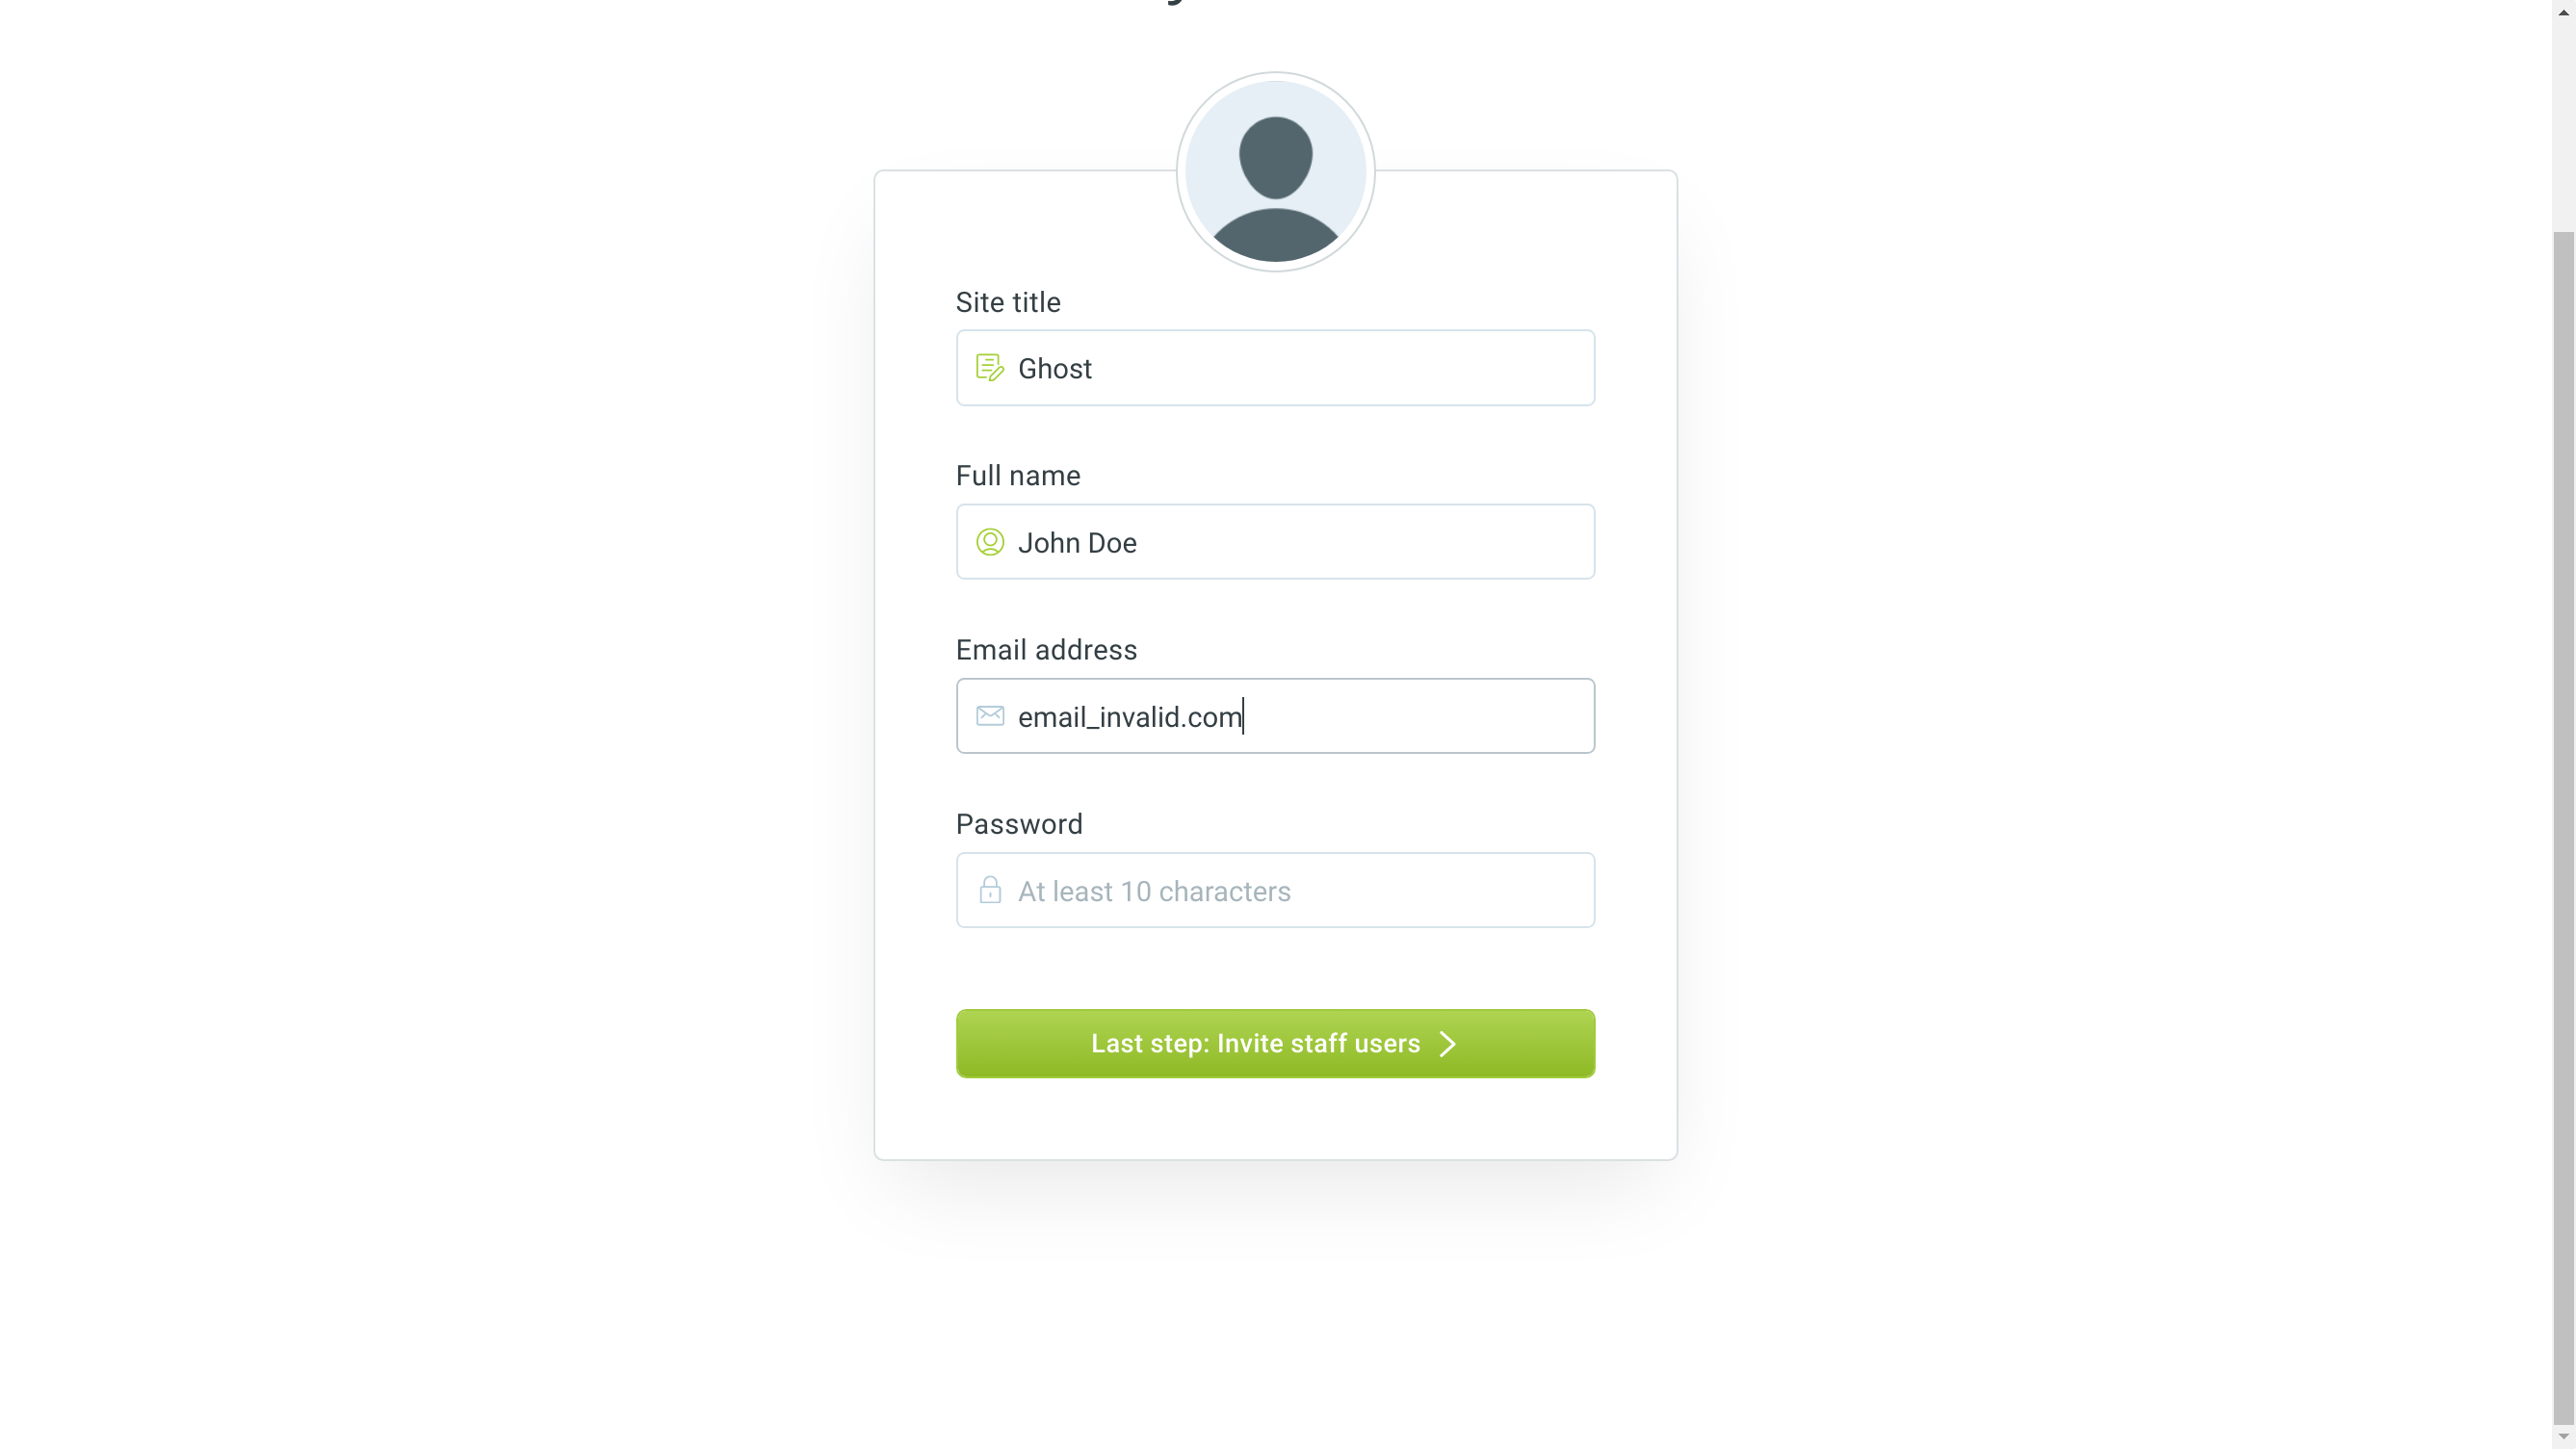 Site title
Ghost
Full name
John Doe
Email address
email_invalid.com
Password
At least 10 characters
Last step: Invite staff users